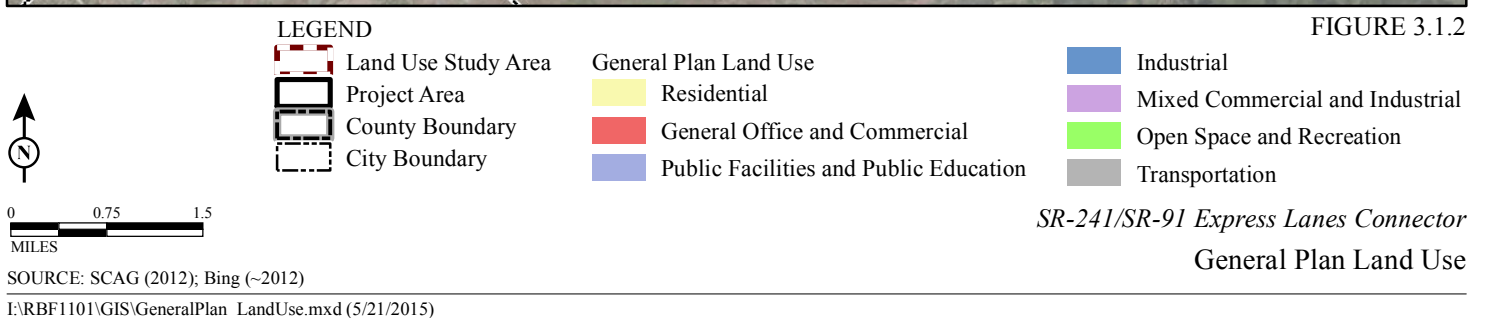 LEGEND
FIGURE 3.1.2
Land Use Study Area
Project Area
County Boundary
City Boundary
General Plan Land Use
Residential
General Office and Commercial
Public Facilities and Public Education
Industrial
Mixed Commercial and Industrial
Open Space and Recreation
Transportation
N
0 0.75 1.5
MILES
SR-241/SR-91 Express Lanes Connector
General Plan Land Use
SOURCE: SCAG (2012); Bing (~2012)
I:\RBF1101\GIS\GeneralPlan_LandUse.mxd (5/21/2015)